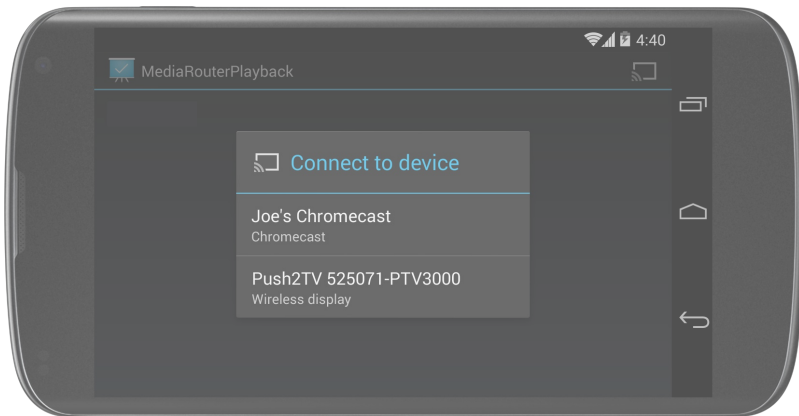 4:40
MediaRouterPlayback
Connect to device
Joe's Chromecast
Chromecast
Push2TV 525071-PTV3000
Wireless display